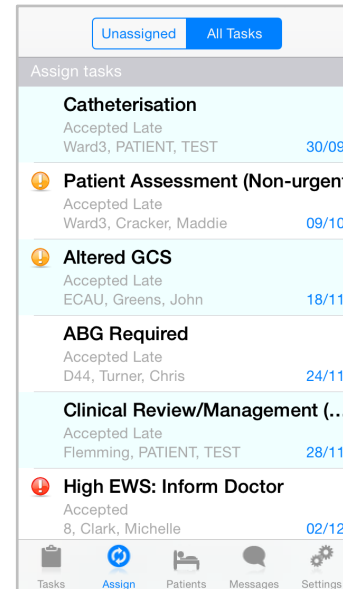 Unassigned All Tasks
Assign tasks
Catheterisation
Accepted Late
Ward3, PATIENT, TEST 30/09
Patient Assessment (Non-urgent
Accepted Late
Ward3, Cracker, Maddie 09/10
Altered GCS
Accepted Late
ECAU, Greens, John 18/11
ABG Required
Accepted Late
D44, Turner, Chris 24/11
Clinical Review/Management (...
Accepted Late
Flemming, PATIENT, TEST 28/11
High EWS: Inform Doctor
Accepted
8, Clark, Michelle 02/12
Tasks Assign Patients Messages Settings